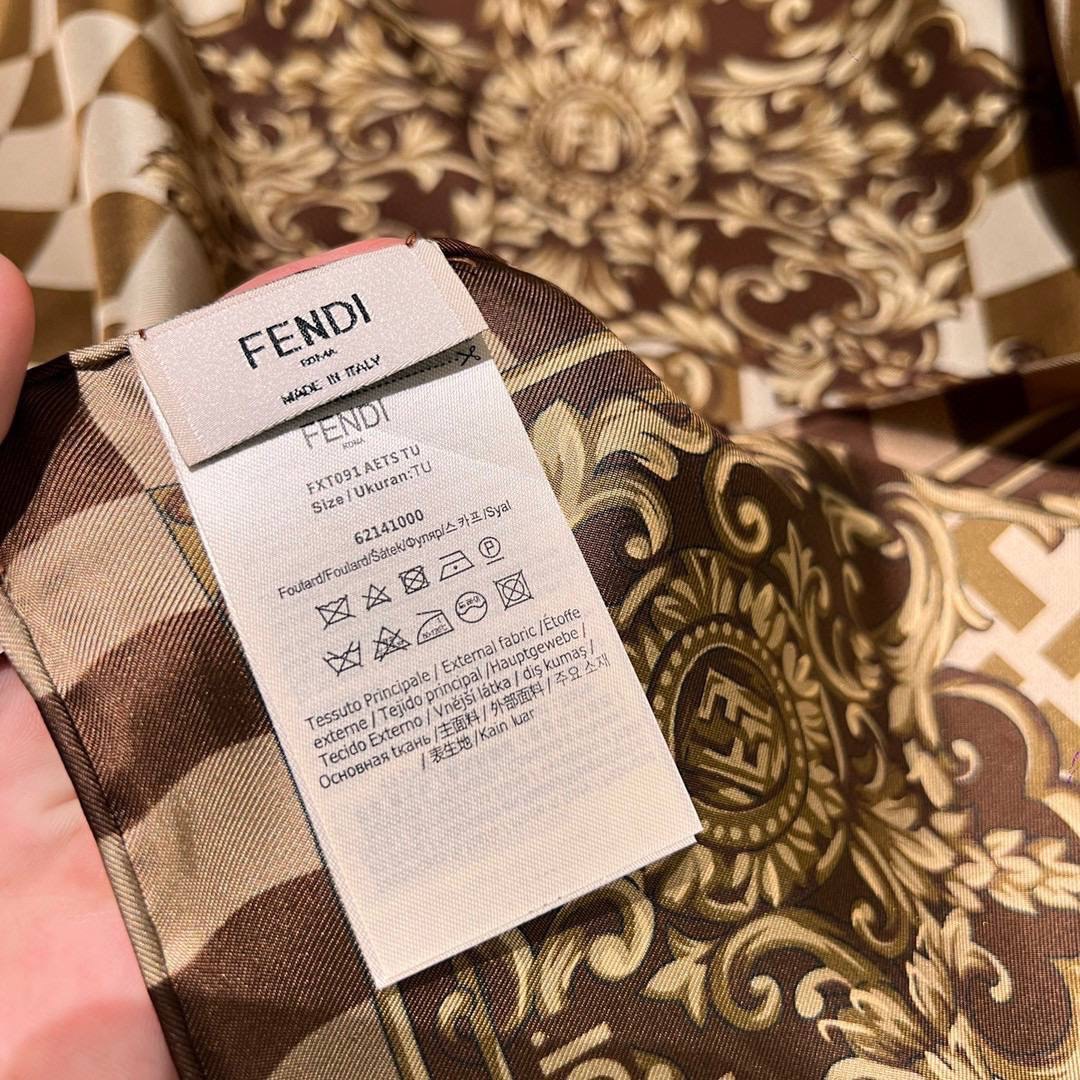 FENDI
ROMA
MADE IN ITALY
FENDI
ROMA
FXT091 AETS TU
Size / Ukuran:TU
62141000
Foulard/Foulard/Šátek/Фуляр/스카프/Syal
Tessuto Principale / External fabric /Étoffe
externe / Tejido principal /Hauptgewebe /
Tecido Externo / Vnější látka / dış kumaş /
Основная ткань /主面料 / 外部面料 / 주요 소재
/ 表生地 /Kain luar